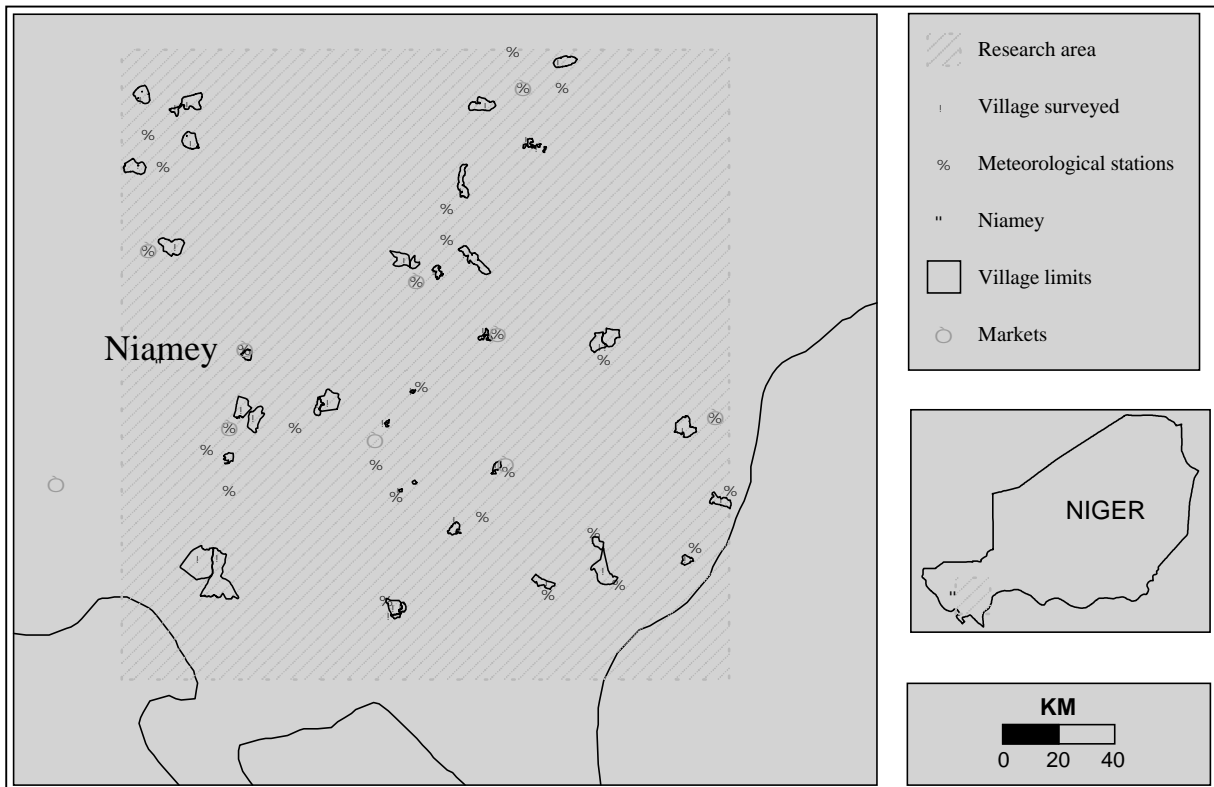 Niamey
Research area
! Village surveyed
% Meteorological stations
" Niamey
Village limits
Markets
NIGER
"
KM
0 20 40